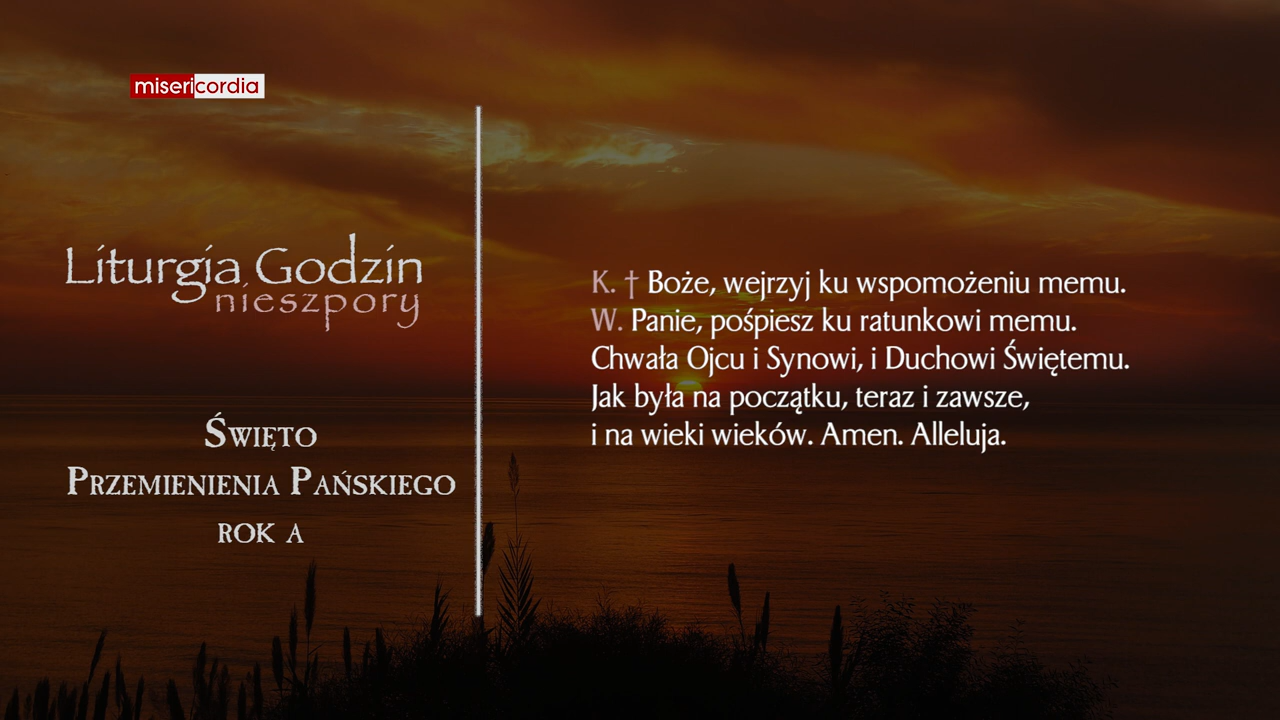 misericordia
Liturgia Godzin
nieszpory
Święto
Przemienienia Pańskiego
rok a
K. † Boże, wejrzyj ku wspomożeniu memu.
W. Panie, pośpiesz ku ratunkowi memu.
Chwała Ojcu i Synowi, i Duchowi Świętemu.
Jak była na początku, teraz i zawsze,
i na wieki wieków. Amen. Alleluja.